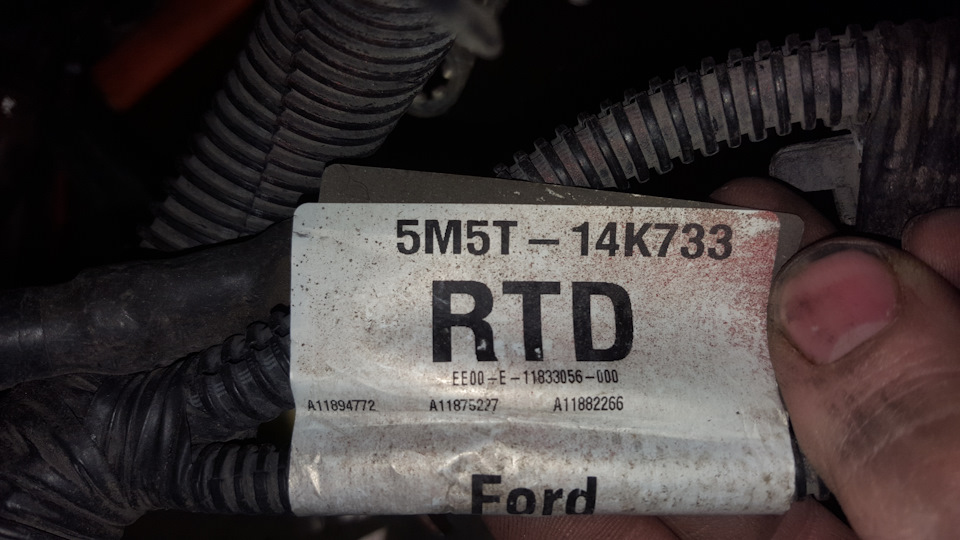 5M5T-14K733
RTD
EE00-E-11833056-000
A11894772 A11875227 A11882266
Ford